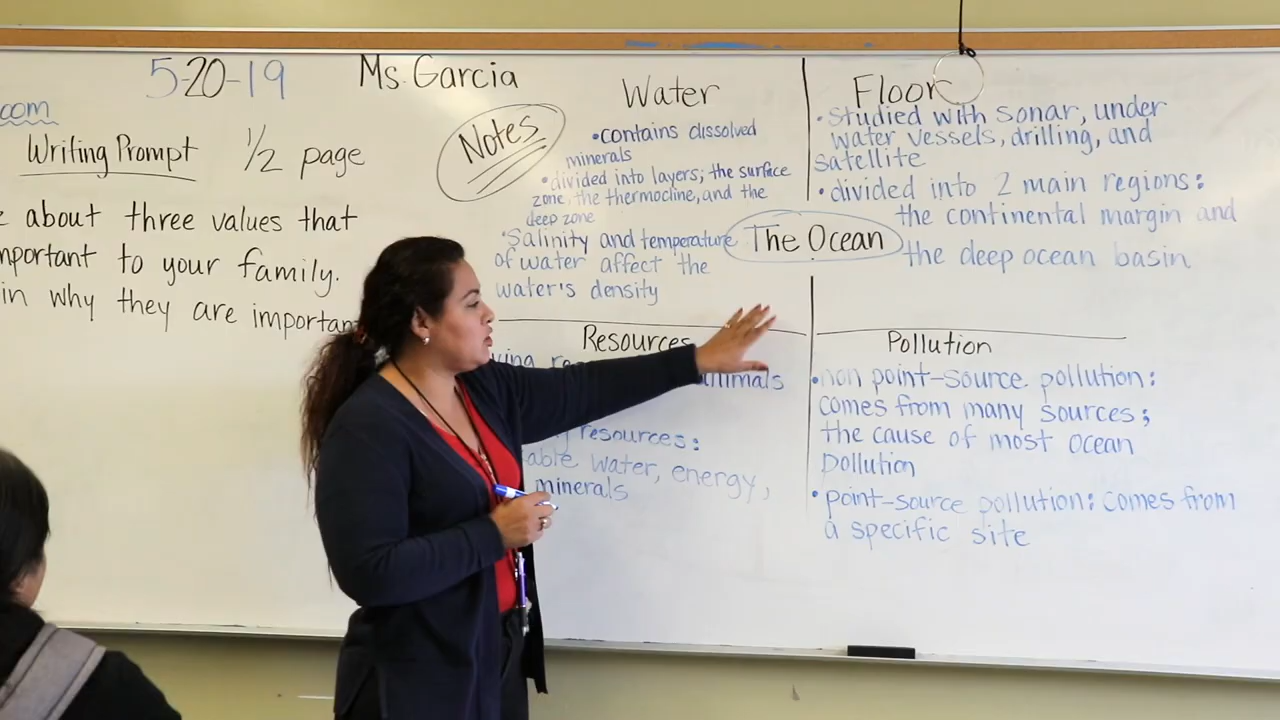 5-20-19
Ms. Garcia
com
Writing Prompt 1/2 page
about three values that
important to your family.
in why they are important
Notes
Water
•contains dissolved
minerals
•divided into layers; the surface
zone, the thermocline, and the
deep zone
•Salinity and temperature
of water affect the
water's density
Floor
•studied with sonar, under
water vessels, drilling, and
satellite
•divided into 2 main regions:
the continental margin and
the deep ocean basin
The Ocean
Resources
animals
resources:
able water, energy,
minerals
Pollution
•non point-source pollution:
comes from many sources;
the cause of most ocean
pollution
•point-source pollution: comes from
a specific site